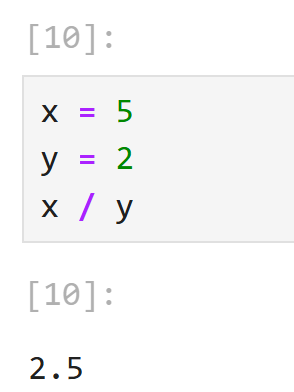 [10]:
x = 5
y = 2
x / y
[10]:
2.5